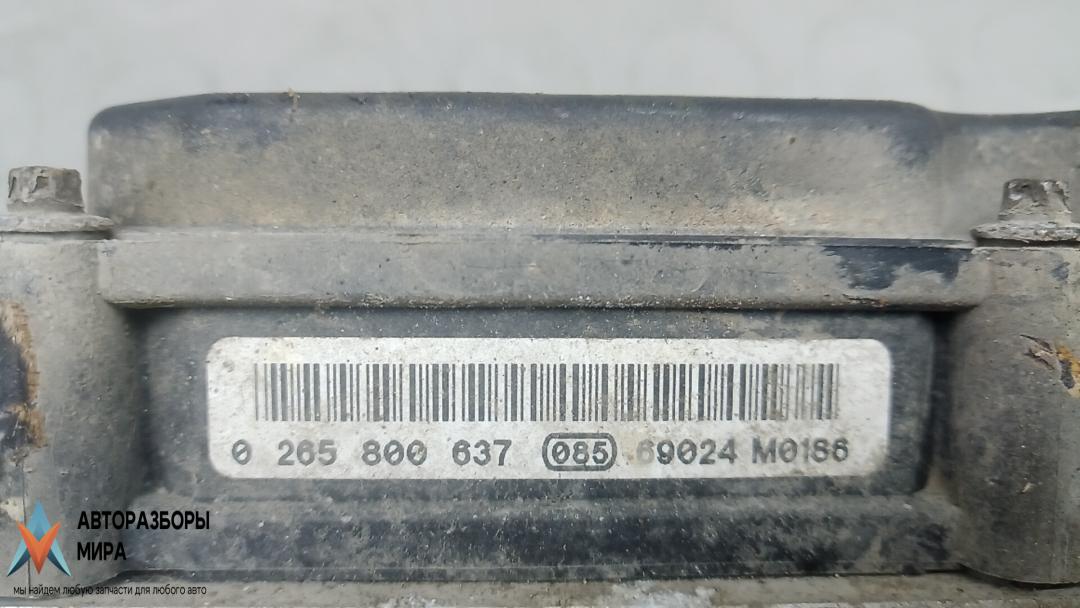 0 265 800 637 085 69024 M0186
АВТОРАЗБОРЫ
МИРА
мы найдем любую запчасти для любого авто